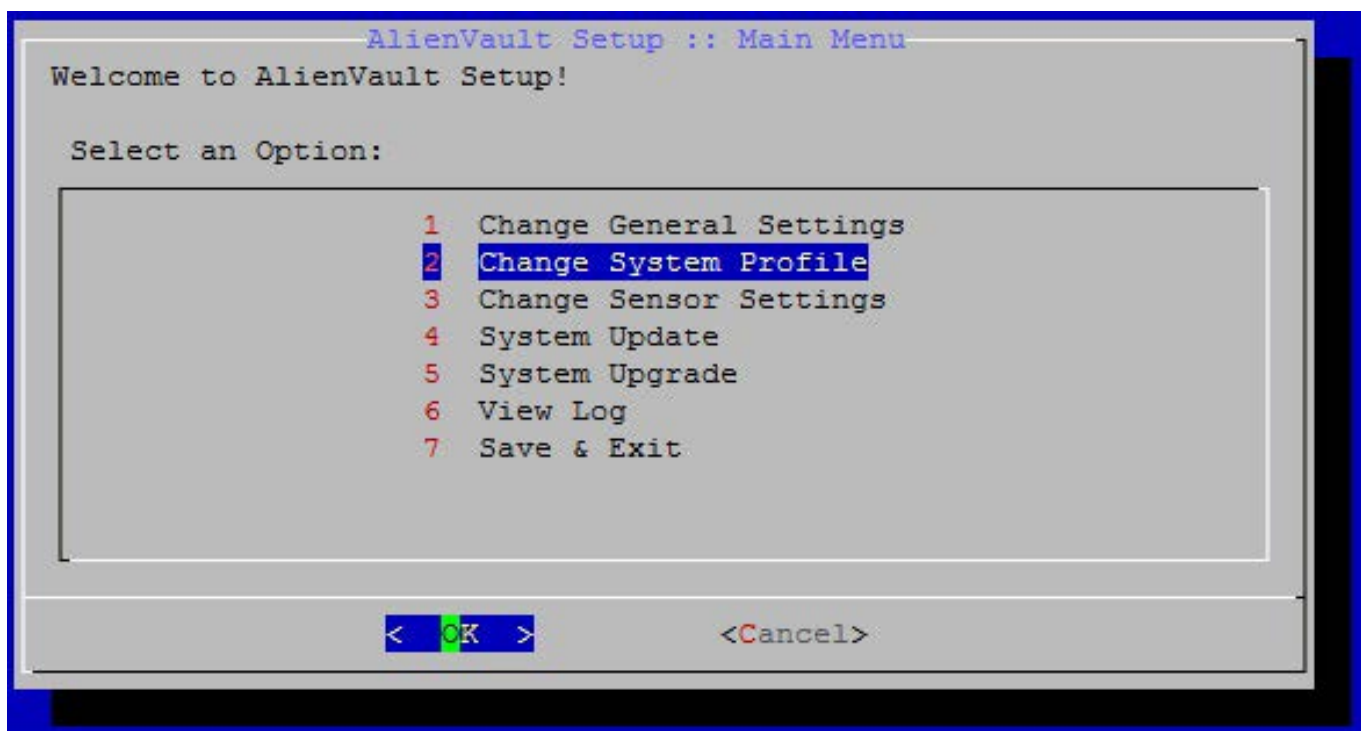 AlienVault Setup :: Main Menu
Welcome to AlienVault Setup!
Select an Option:
1 Change General Settings
2 Change System Profile
3 Change Sensor Settings
4 System Update
5 System Upgrade
6 View Log
7 Save & Exit
< OK > <Cancel>